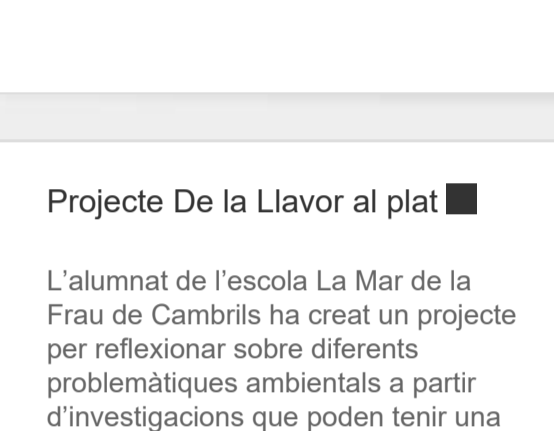 Projecte De la Llavor al plat
L’alumnat de l’escola La Mar de la
Frau de Cambrils ha creat un projecte
per reflexionar sobre diferents
problemàtiques ambientals a partir
d’investigacions que poden tenir una